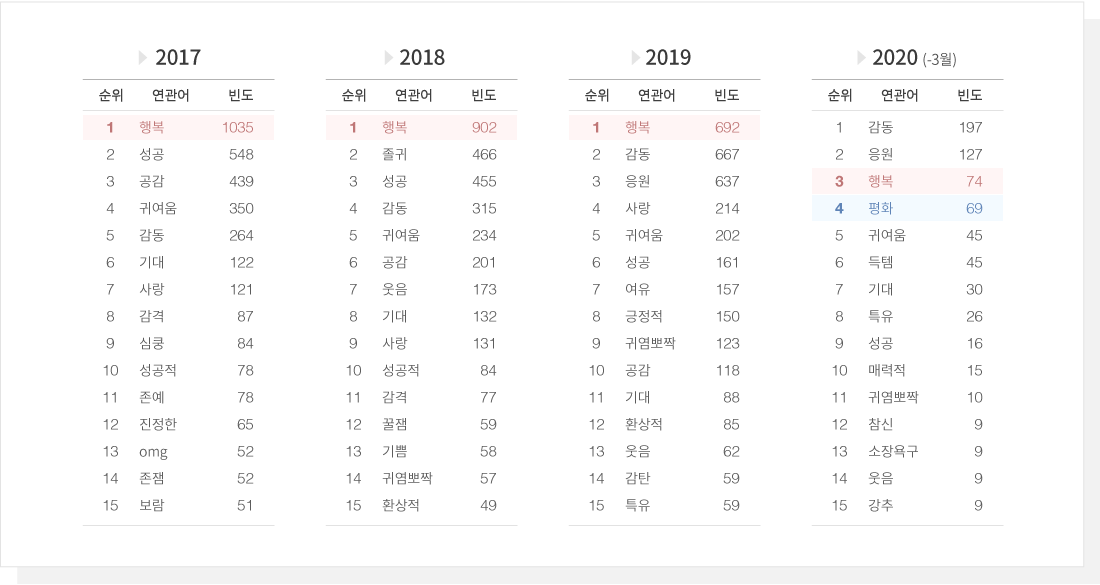 2017
순위 연관어 빈도
1 행복 1035
2 성공 548
3 공감 439
4 귀여움 350
5 감동 264
6 기대 122
7 사랑 121
8 감격 87
9 심쿵 84
10 성공적 78
11 존예 78
12 진정한 65
13 omg 52
14 존잼 52
15 보람 51
2018
순위 연관어 빈도
1 행복 902
2 졸귀 466
3 성공 455
4 감동 315
5 귀여움 234
6 공감 201
7 웃음 173
8 기대 132
9 사랑 131
10 성공적 84
11 감격 77
12 꿀잼 59
13 기쁨 58
14 귀염뽀짝 57
15 환상적 49
2019
순위 연관어 빈도
1 행복 692
2 감동 667
3 응원 637
4 사랑 214
5 귀여움 202
6 성공 161
7 여유 157
8 긍정적 150
9 귀염뽀짝 123
10 공감 118
11 기대 88
12 환상적 85
13 웃음 62
14 감탄 59
15 특유 59
2020 (-3월)
순위 연관어 빈도
1 감동 197
2 응원 127
3 행복 74
4 평화 69
5 귀여움 45
6 득템 45
7 기대 30
8 특유 26
9 성공 16
10 매력적 15
11 귀염뽀짝 10
12 참신 9
13 소장욕구 9
14 웃음 9
15 강추 9